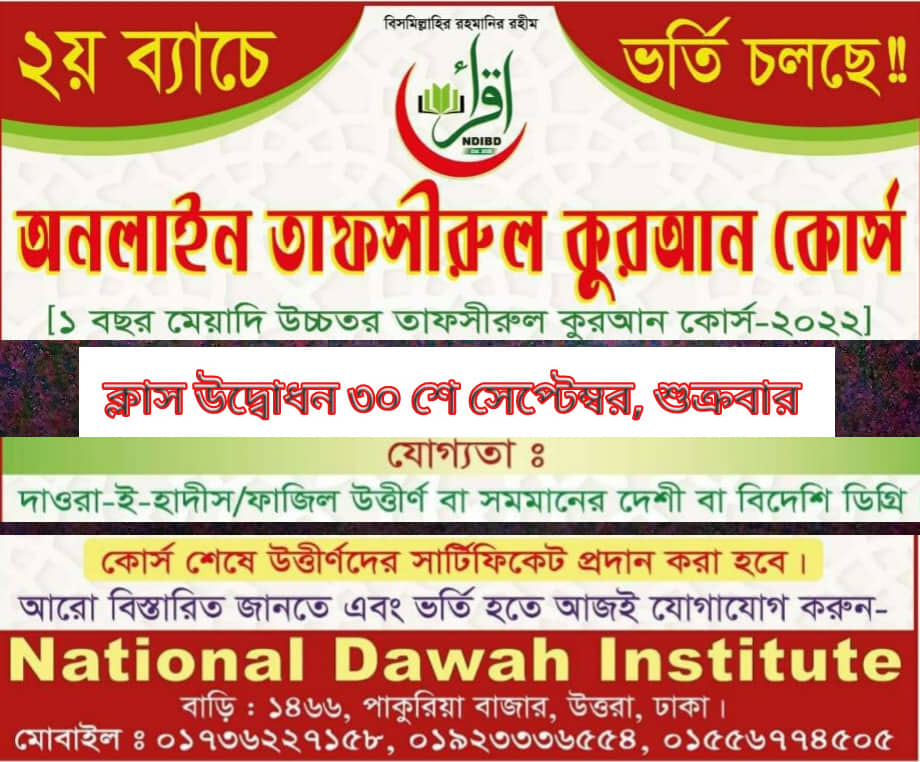 বিসমিল্লাহির রহমানির রহীম
২য় ব্যাচে
ভর্তি চলছে!!
اقرأ
NDIBD
অনলাইন তাফসীরুল কুরআন কোর্স
[১ বছর মেয়াদি উচ্চতর তাফসীরুল কুরআন কোর্স-২০২২]
ক্লাস উদ্বোধন ৩০ শে সেপ্টেম্বর, শুক্রবার
যোগ্যতা ঃ
দাওরা-ই-হাদীস/ফাজিল উত্তীর্ণ বা সমমানের দেশী বা বিদেশি ডিগ্রি
কোর্স শেষে উত্তীর্ণদের সার্টিফিকেট প্রদান করা হবে।
আরো বিস্তারিত জানতে এবং ভর্তি হতে আজই যোগাযোগ করুন-
National Dawah Institute
বাড়ি : ১৪৬৬, পাকুরিয়া বাজার, উত্তরা, ঢাকা।
মোবাইল ঃ ০১৭৩৬২২৭১৫৮, ০১৯২৩৩৩৬৫৫৪, ০১৫৫৬৭৭৪৫০৫